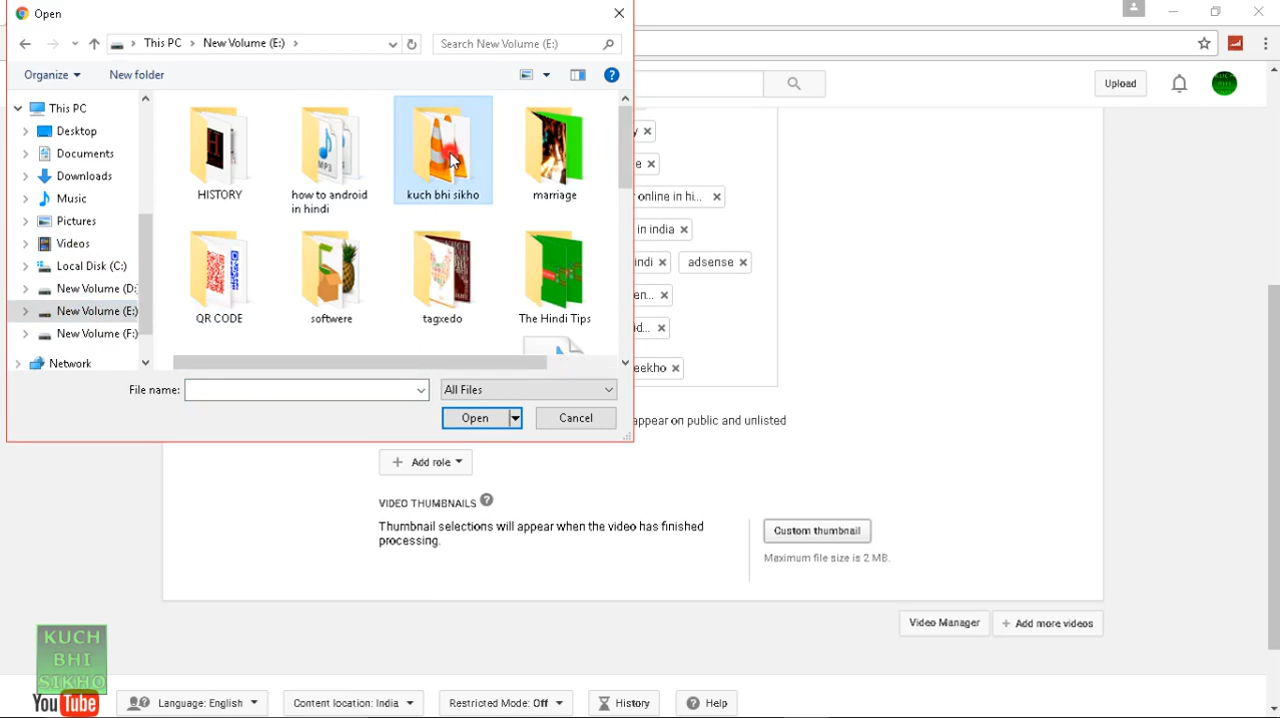 Open
This PC > New Volume (E:) >
Search New Volume (E:)
Organize
New folder
This PC
Desktop
Documents
Downloads
Music
Pictures
Videos
Local Disk (C:)
New Volume (D:
New Volume (E:)
New Volume (F:)
Network
HISTORY
how to android
in hindi
kuch bhi sikho
marriage
MP3
QR CODE
softwere
tagxedo
The Hindi Tips
File name:
All Files
Open
Cancel
Upload
y
e
r online in hi...
in india
indi
adsense
en...
id...
eekho
appear on public and unlisted
+ Add role
VIDEO THUMBNAILS
Thumbnail selections will appear when the video has finished
processing.
Custom thumbnail
Maximum file size is 2 MB.
Video Manager
+ Add more videos
KUCH
BHI
SIKHO
YouTube
Language: English
Content location: India
Restricted Mode: Off
History
Help